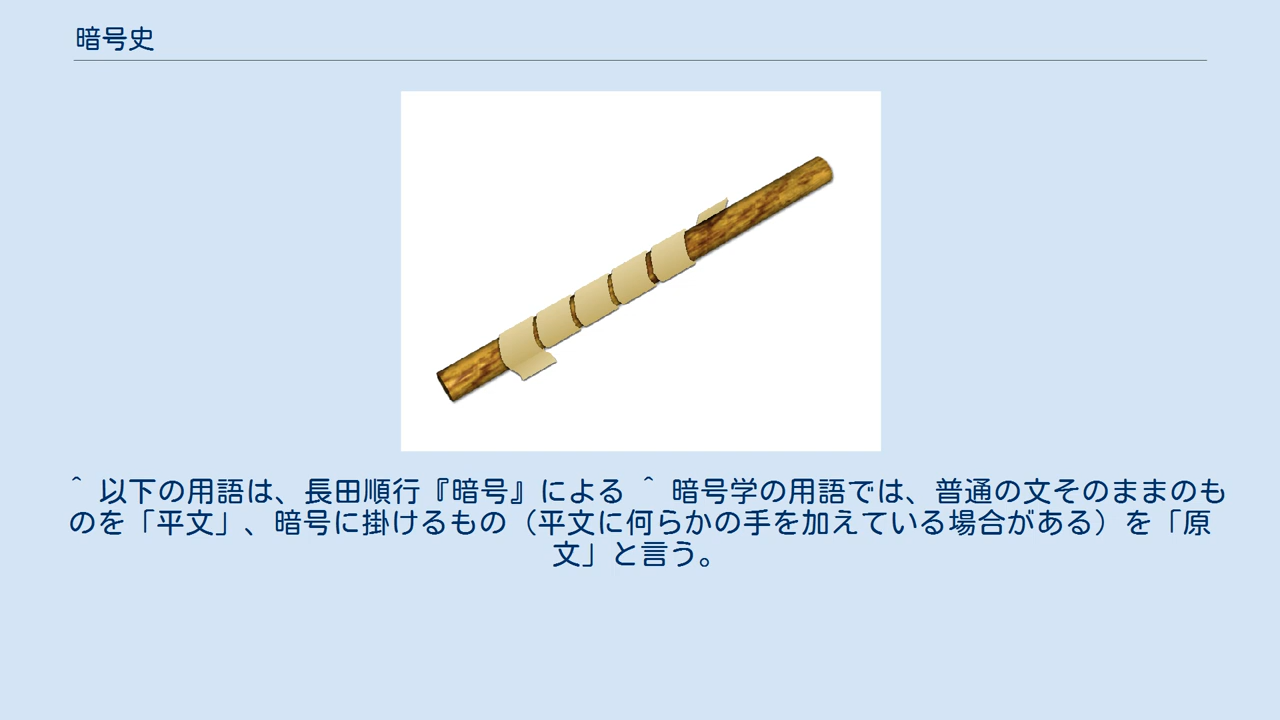 暗号史
^ 以下の用語は、長田順行『暗号』による ^ 暗号学の用語では、普通の文そのままのも
のを「平文」、暗号に掛けるもの（平文に何らかの手を加えている場合がある）を「原
文」と言う。